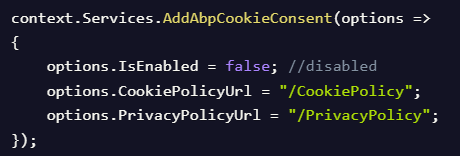 context.Services.AddAbpCookieConsent(options =>
{
    options.IsEnabled = false; //disabled
    options.CookiePolicyUrl = "/CookiePolicy";
    options.PrivacyPolicyUrl = "/PrivacyPolicy";
});